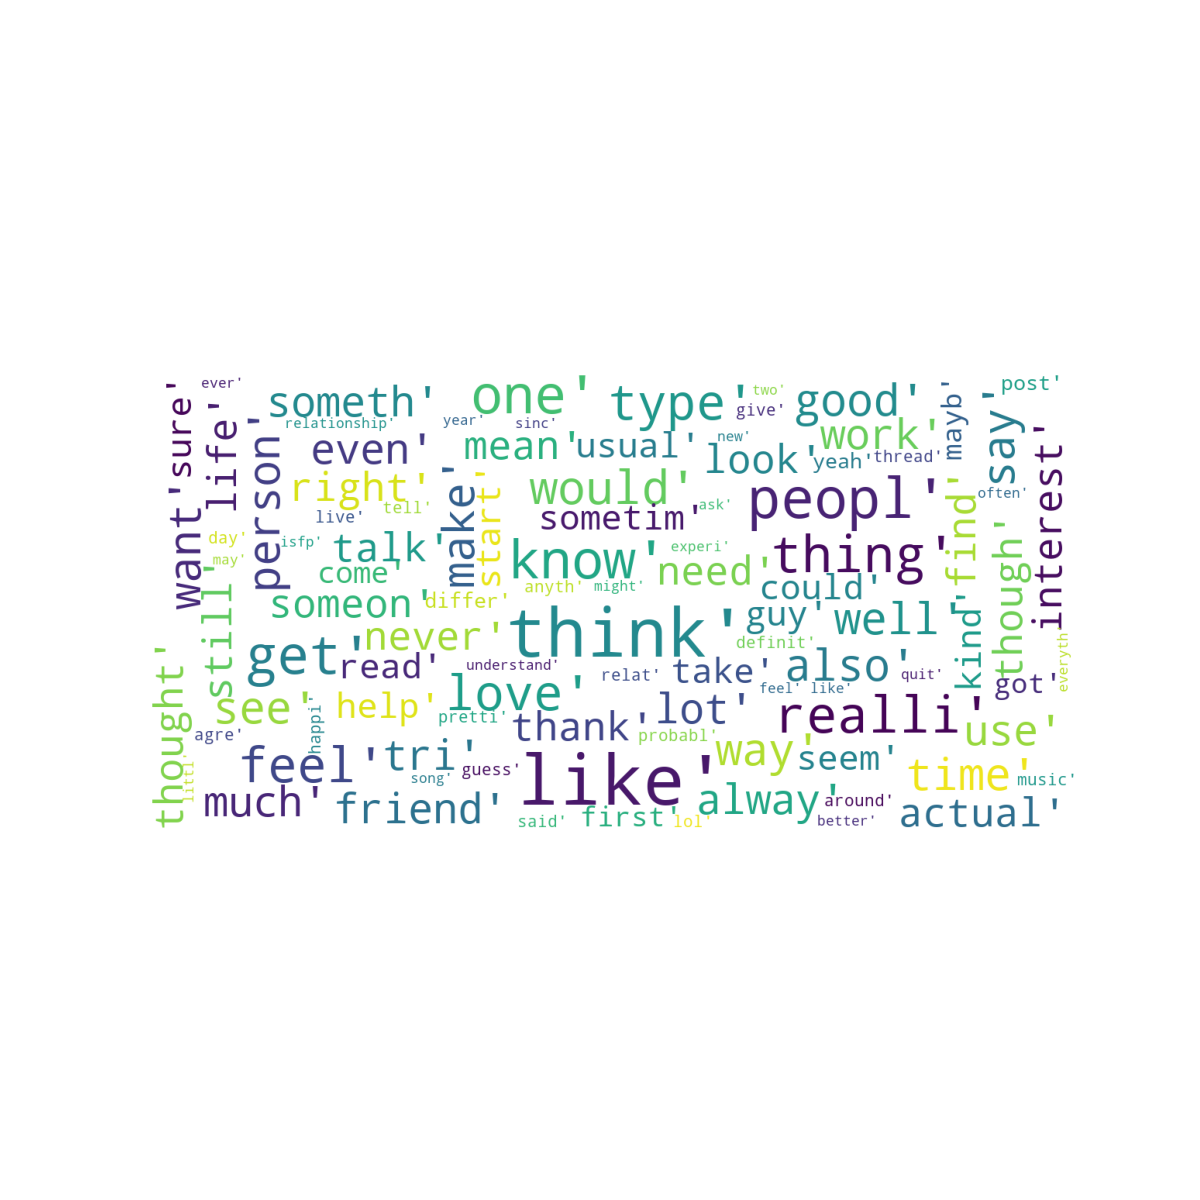 ever'
someth'
one'
type'
two'
give'
good'
mayb'
post'
sure'
life'
person'
relationship'
year'
sinc'
work'
say'
even'
mean'
usual'
new'
look'
yeah'
thread'
interest'
want'
right'
tell'
make'
start'
would'
ask'
peopl'
often'
find'
live'
sometim'
day'
may'
isfp'
talk'
know'
experi'
thing'
though'
come'
need'
still'
someon'
differ'
anyth'
might'
could'
guy'
well'
kind'
never'
think'
definit'
everyth'
get'
read'
understand'
relat'
take'
also'
quit'
got'
thought'
see'
help'
love'
feel' like'
pretti'
lot'
realli'
use'
agre'
happi'
thank'
probabl'
way'
seem'
littl'
feel'
tri'
song'
guess'
like'
time'
music'
much'
friend'
alway'
around'
actual'
said'
first'
lol'
better'